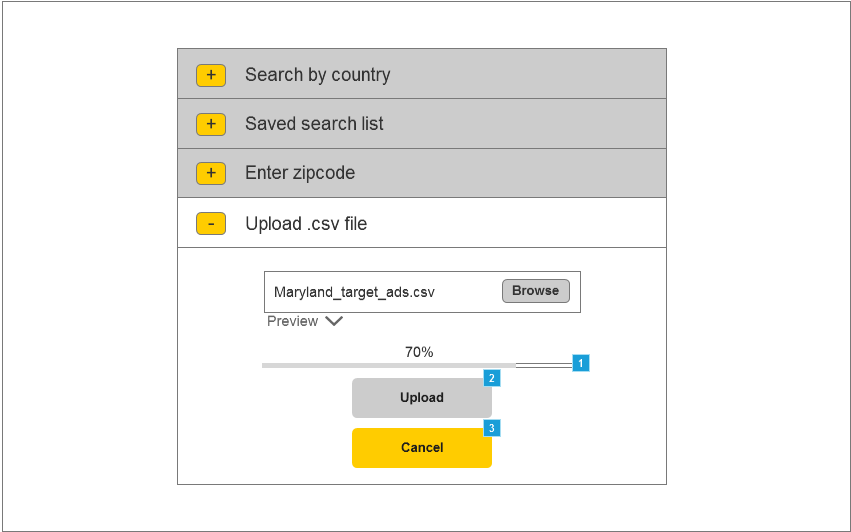 + Search by country
+ Saved search list
+ Enter zipcode
- Upload .csv file
Maryland_target_ads.csv Browse
Preview
70%
1
2
Upload
3
Cancel